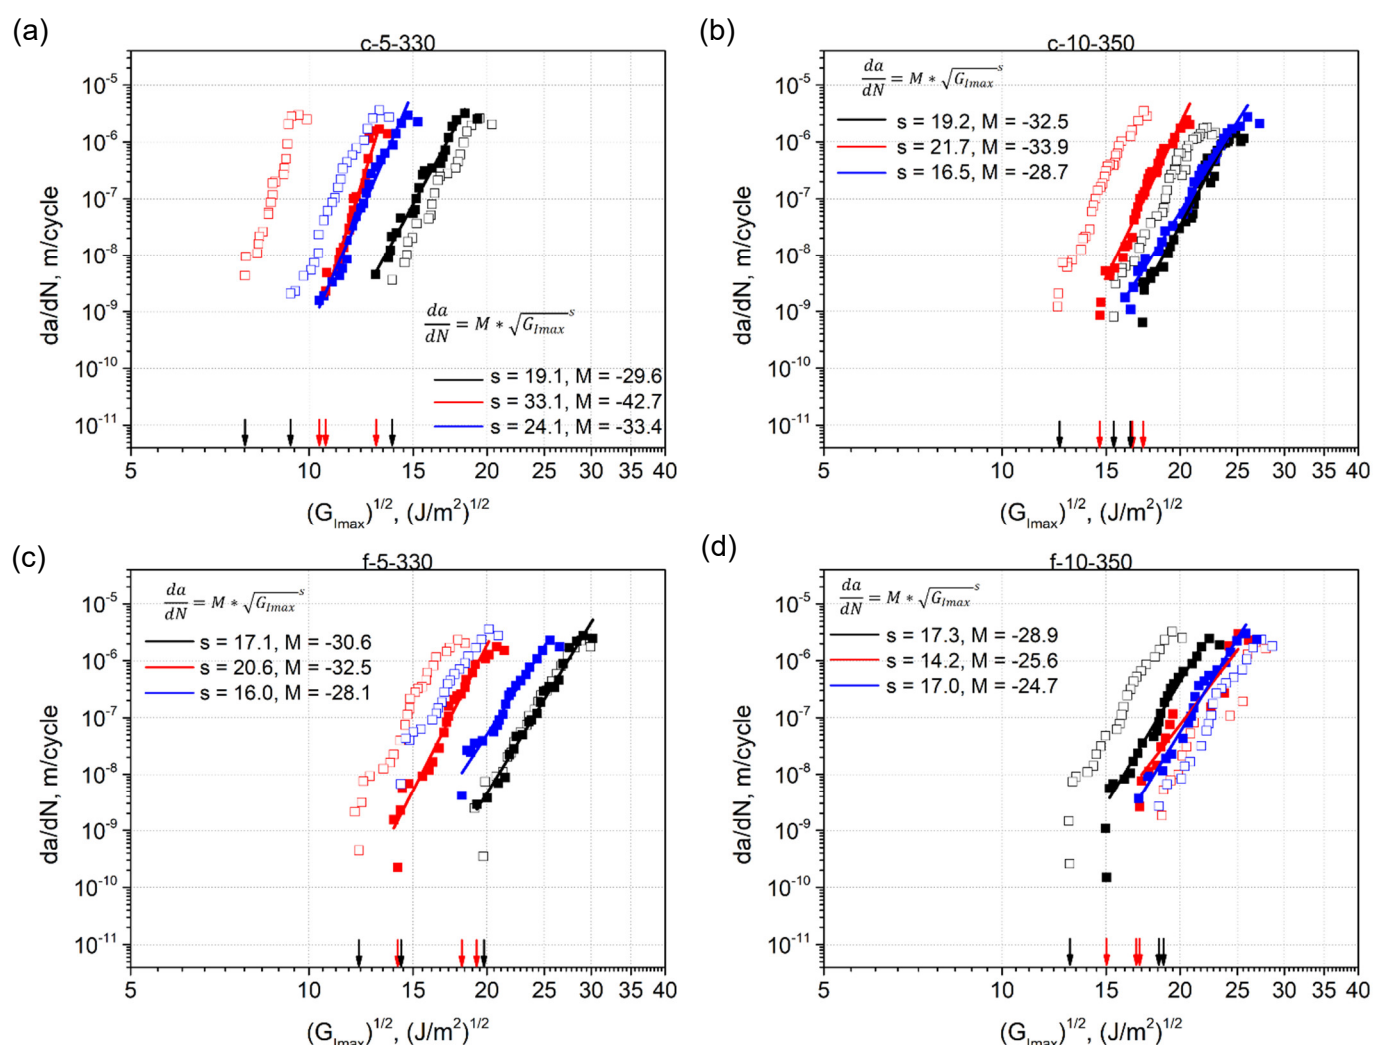 (a)
c-5-330
10⁻⁵
10⁻⁶
10⁻⁷
10⁻⁸
10⁻⁹
10⁻¹⁰
10⁻¹¹
da/dN, m/cycle
da/dN = M * √G_Imax^s
s = 19.1, M = -29.6
s = 33.1, M = -42.7
s = 24.1, M = -33.4
5 10 15 20 25 30 35 40
(G_Imax)^1/2, (J/m²)^1/2
(b)
c-10-350
da/dN = M * √G_Imax^s
s = 19.2, M = -32.5
s = 21.7, M = -33.9
s = 16.5, M = -28.7
10⁻⁵
10⁻⁶
10⁻⁷
10⁻⁸
10⁻⁹
10⁻¹⁰
10⁻¹¹
da/dN, m/cycle
5 10 15 20 25 30 35 40
(G_Imax)^1/2, (J/m²)^1/2
(c)
f-5-330
da/dN = M * √G_Imax^s
s = 17.1, M = -30.6
s = 20.6, M = -32.5
s = 16.0, M = -28.1
10⁻⁵
10⁻⁶
10⁻⁷
10⁻⁸
10⁻⁹
10⁻¹⁰
10⁻¹¹
da/dN, m/cycle
5 10 15 20 25 30 35 40
(G_Imax)^1/2, (J/m²)^1/2
(d)
f-10-350
da/dN = M * √G_Imax^s
s = 17.3, M = -28.9
s = 14.2, M = -25.6
s = 17.0, M = -24.7
10⁻⁵
10⁻⁶
10⁻⁷
10⁻⁸
10⁻⁹
10⁻¹⁰
10⁻¹¹
da/dN, m/cycle
5 10 15 20 25 30 35 40
(G_Imax)^1/2, (J/m²)^1/2